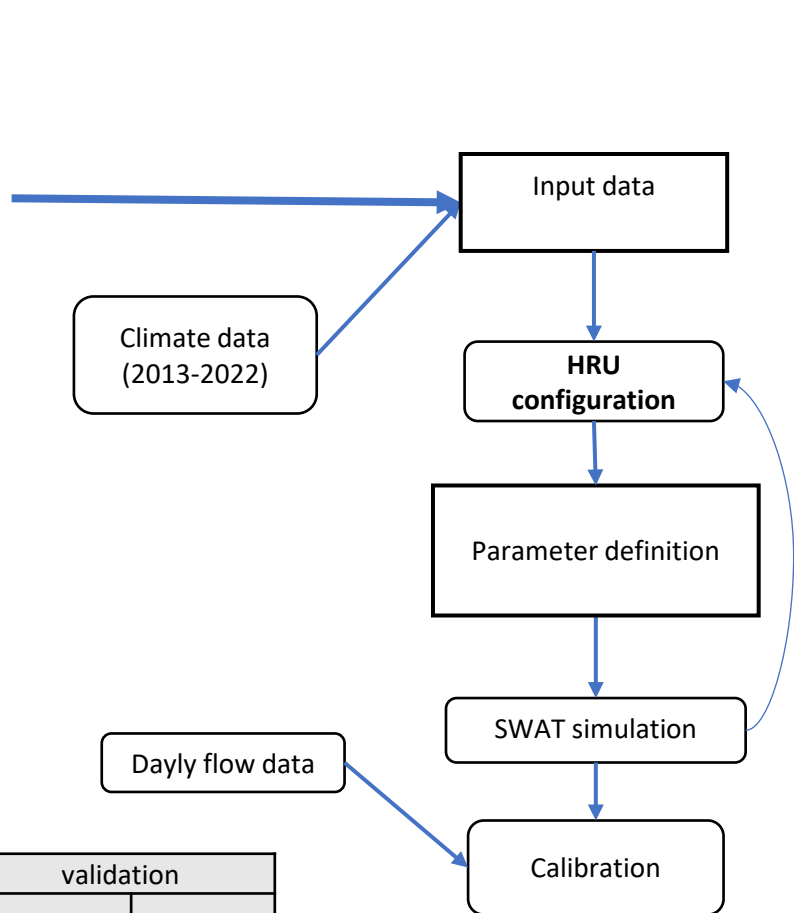 Input data
Climate data
(2013-2022)
HRU
configuration
Parameter definition
SWAT simulation
Dayly flow data
Calibration
validation